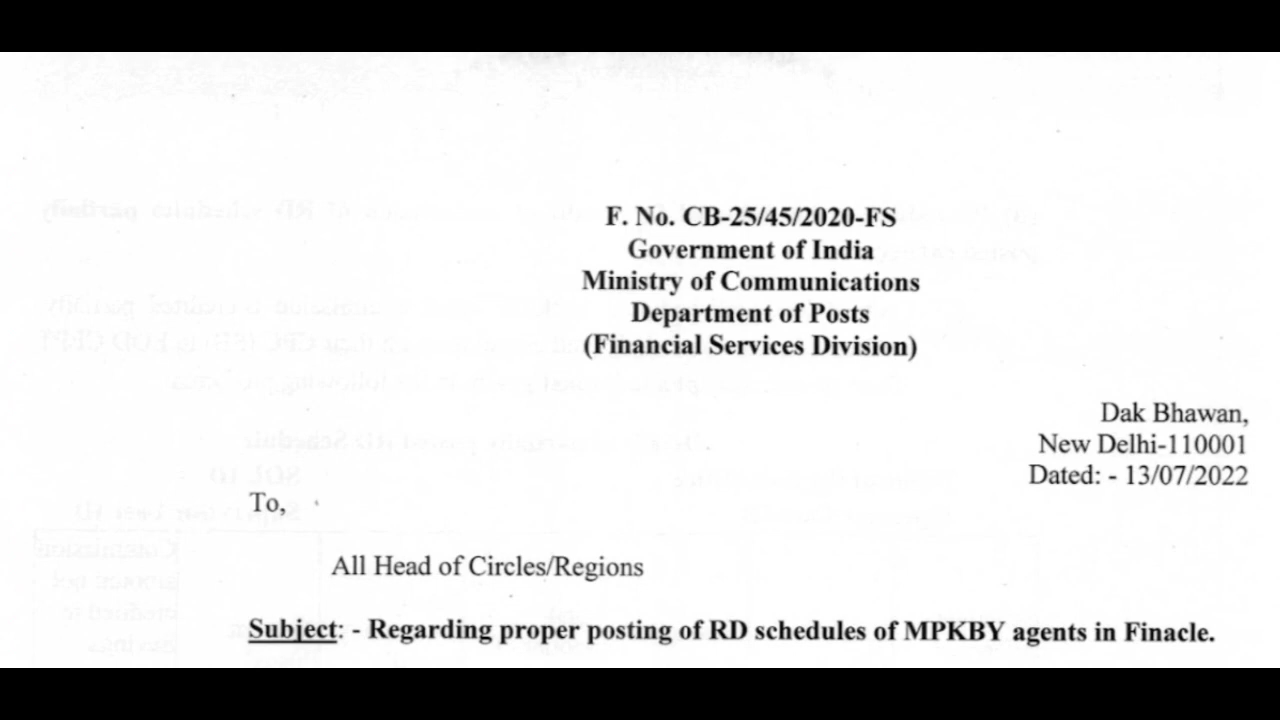 F. No. CB-25/45/2020-FS
Government of India
Ministry of Communications
Department of Posts
(Financial Services Division)
Dak Bhawan,
New Delhi-110001
Dated: - 13/07/2022
To,
All Head of Circles/Regions
Subject: - Regarding proper posting of RD schedules of MPKBY agents in Finacle.